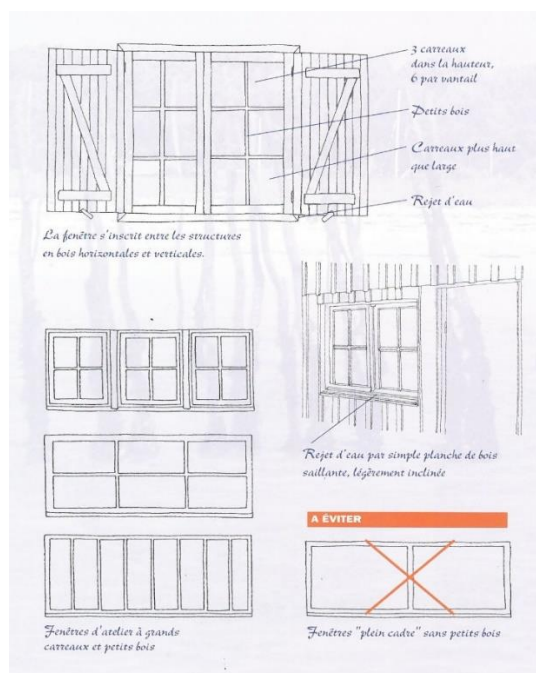 3 carreaux
dans la hauteur,
6 par vantail
Petits bois
Carreaux plus haut
que large
Rejet d'eau
La fenêtre s'inscrit entre les structures
en bois horizontales et verticales.
Rejet d'eau par simple planche de bois
saillante, légèrement inclinée
A ÉVITER
Fenêtres d'atelier à grands
carreaux et petits bois
Fenêtres "plein cadre" sans petits bois